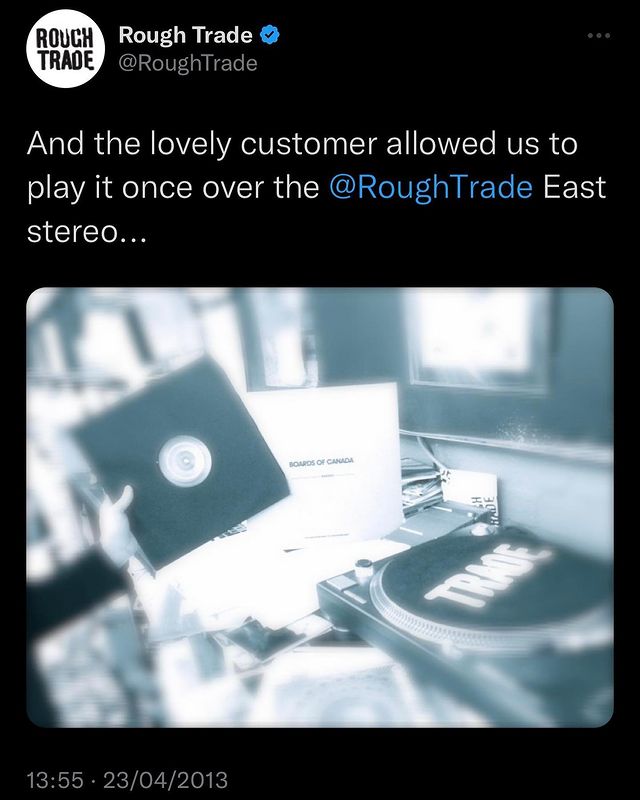 ROUGH
TRADE
Rough Trade
@RoughTrade
And the lovely customer allowed us to
play it once over the @RoughTrade East
stereo...
BOARDS OF CANADA
TRADE
13:55 · 23/04/2013